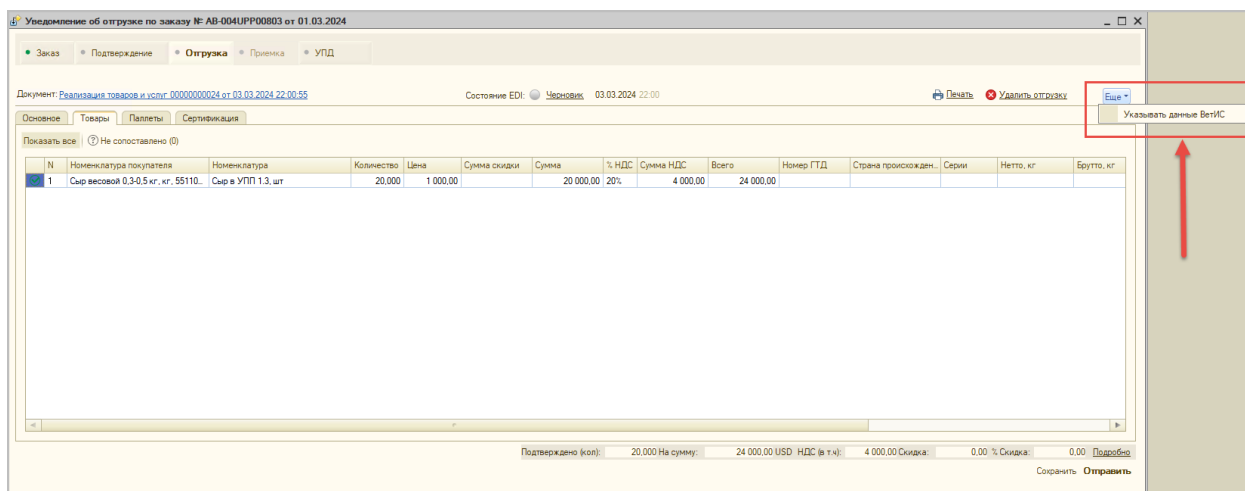 Уведомление об отгрузке по заказу № АВ-004UPP00803 от 01.03.2024
Заказ Подтверждение Отгрузка Приемка УПД
Документ: Реализация товаров и услуг 00000000024 от 03.03.2024 22:00:55 Состояние EDI: Черновик 03.03.2024 22:00 Печать Удалить отгрузку Еще
Указывать данные ВетИС
Основное Товары Паллеты Сертификация
Показать все ? Не сопоставлено (0)
N Номенклатура покупателя Номенклатура Количество Цена Сумма скидки Сумма % НДС Сумма НДС Всего Номер ГТД Страна происхожден... Серии Нетто, кг Брутто, кг
1 Сыр весовой 0,3-0,5 кг, кг, 55110... Сыр в УПП 1.3, шт 20,000 1 000,00 20 000,00 20% 4 000,00 24 000,00
Подтверждено (кол): 20,000 На сумму: 24 000,00 USD НДС (в т.ч): 4 000,00 Скидка: 0,00 % Скидка: 0,00 Подробно
Сохранить Отправить